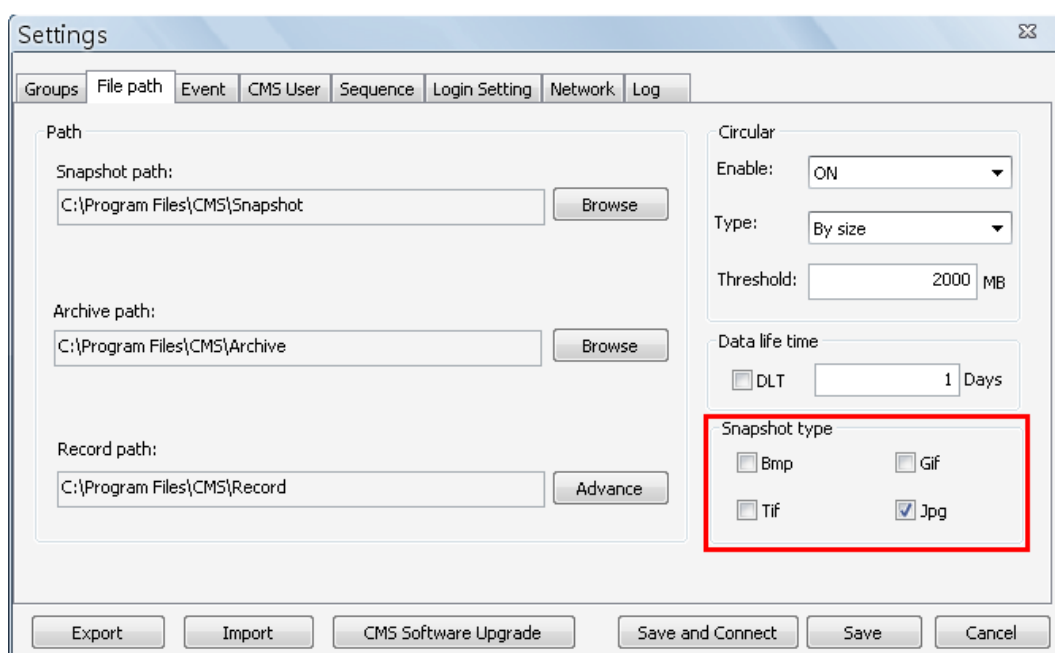 Settings
Groups File path Event CMS User Sequence Login Setting Network Log
Path
Snapshot path:
C:\Program Files\CMS\Snapshot Browse
Archive path:
C:\Program Files\CMS\Archive Browse
Record path:
C:\Program Files\CMS\Record Advance
Circular
Enable: ON
Type: By size
Threshold: 2000 MB
Data life time
DLT 1 Days
Snapshot type
Bmp Gif
Tif Jpg
Export Import CMS Software Upgrade Save and Connect Save Cancel